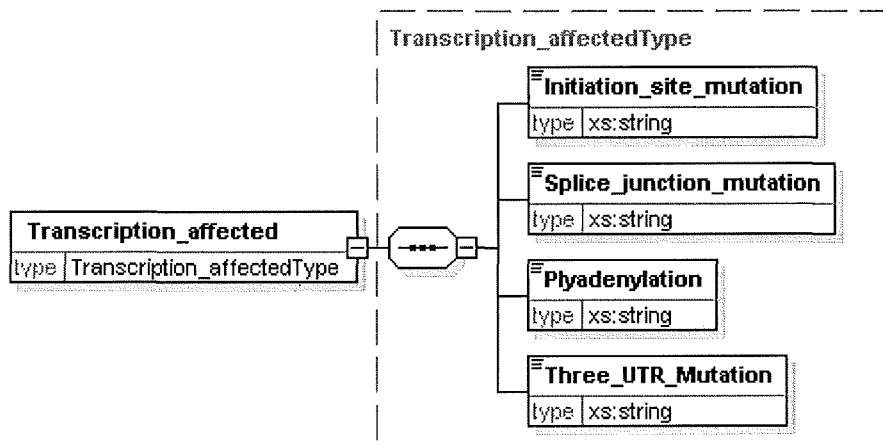 Transcription_affectedType
Initiation_site_mutation
type xs:string
Splice_junction_mutation
type xs:string
Transcription_affected
type Transcription_affectedType
Plyadenylation
type xs:string
Three_UTR_Mutation
type xs:string